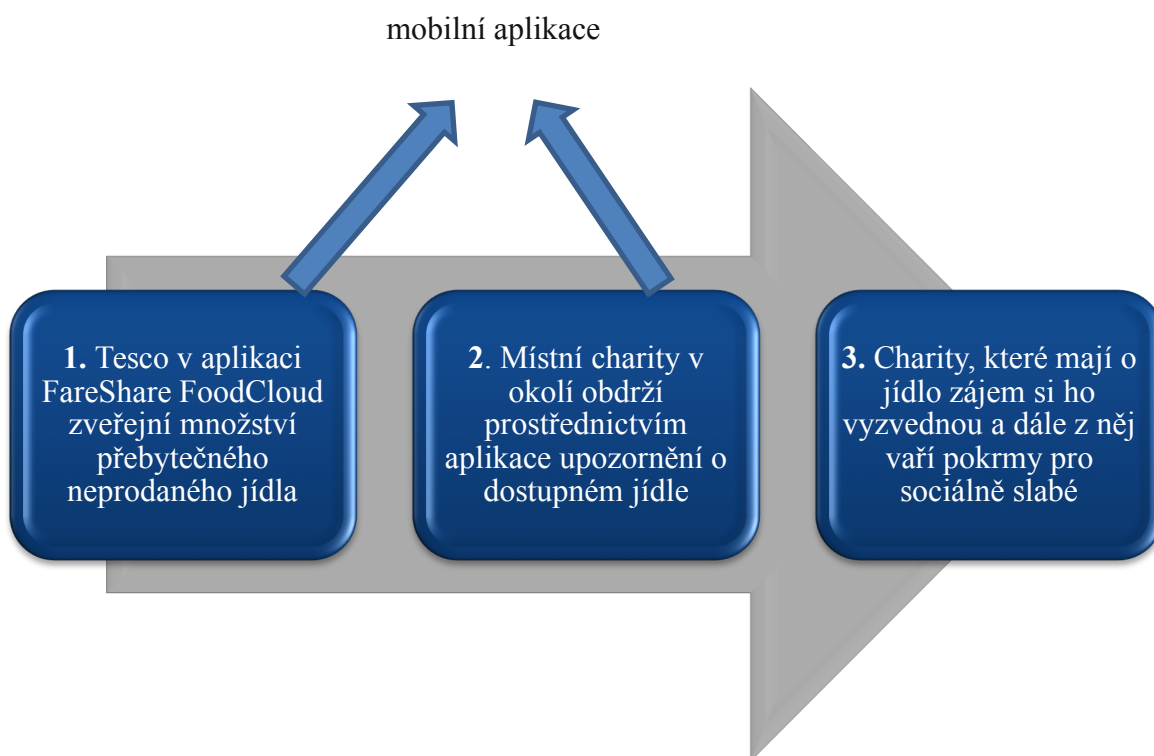 mobilní aplikace
1. Tesco v aplikaci
FareShare FoodCloud
zveřejní množství
přebytečného
neprodaného jídla
2. Místní charity v
okolí obdrží
prostřednictvím
aplikace upozornění o
dostupném jídle
3. Charity, které mají o
jídlo zájem si ho
vyzvednou a dále z něj
vaří pokrmy pro
sociálně slabé